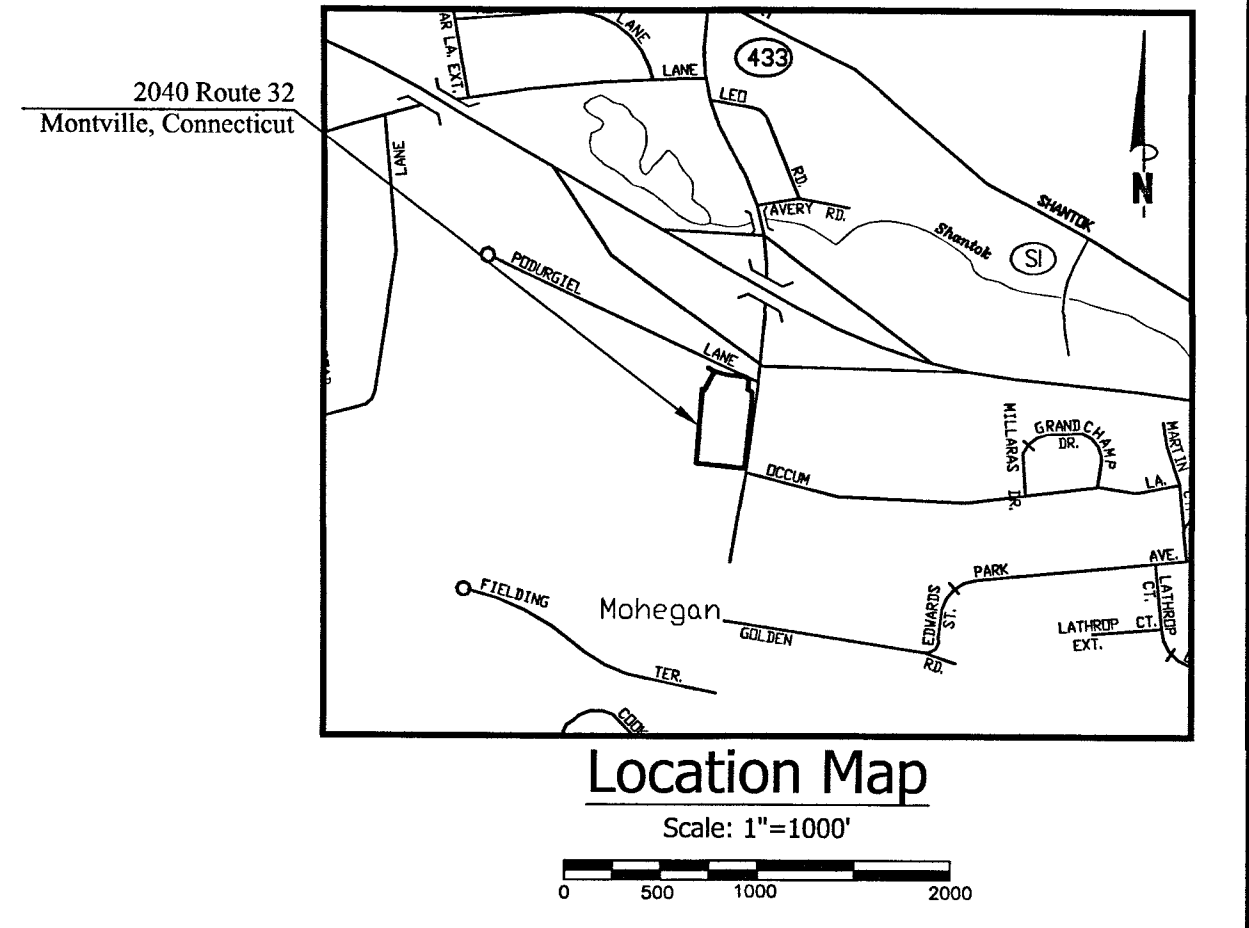 2040 Route 32
Montville, Connecticut
AR LA. EXT.
LANE
LANE
433
LEO
RD.
AVERY RD.
N
LANE
Shantok
SHANTOK
SI
PODURGIEL
LANE
MILLARAS
DR.
GRAND CHAMP
DR.
MARTIN
OCCUM
LA.
PARK
AVE.
FIELDING
TER.
Mohegan
GOLDEN
RD.
EDWARDS
ST.
CT.
LATHROP
LATHROP CT.
EXT.
COOK
Location Map
Scale: 1"=1000'
0 500 1000 2000